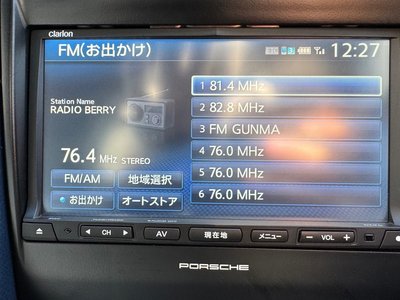 clarion
FM(お出かけ)
ETC
12:27
Station Name
RADIO BERRY
76.4 MHz STEREO
FM/AM
地域選択
お出かけ
オートストア
1 81.4 MHz
2 82.8 MHz
3 FM GUNMA
4 76.0 MHz
5 76.0 MHz
6 76.0 MHz
CH
AV
現在地
メニュー
− VOL +
PORSCHE